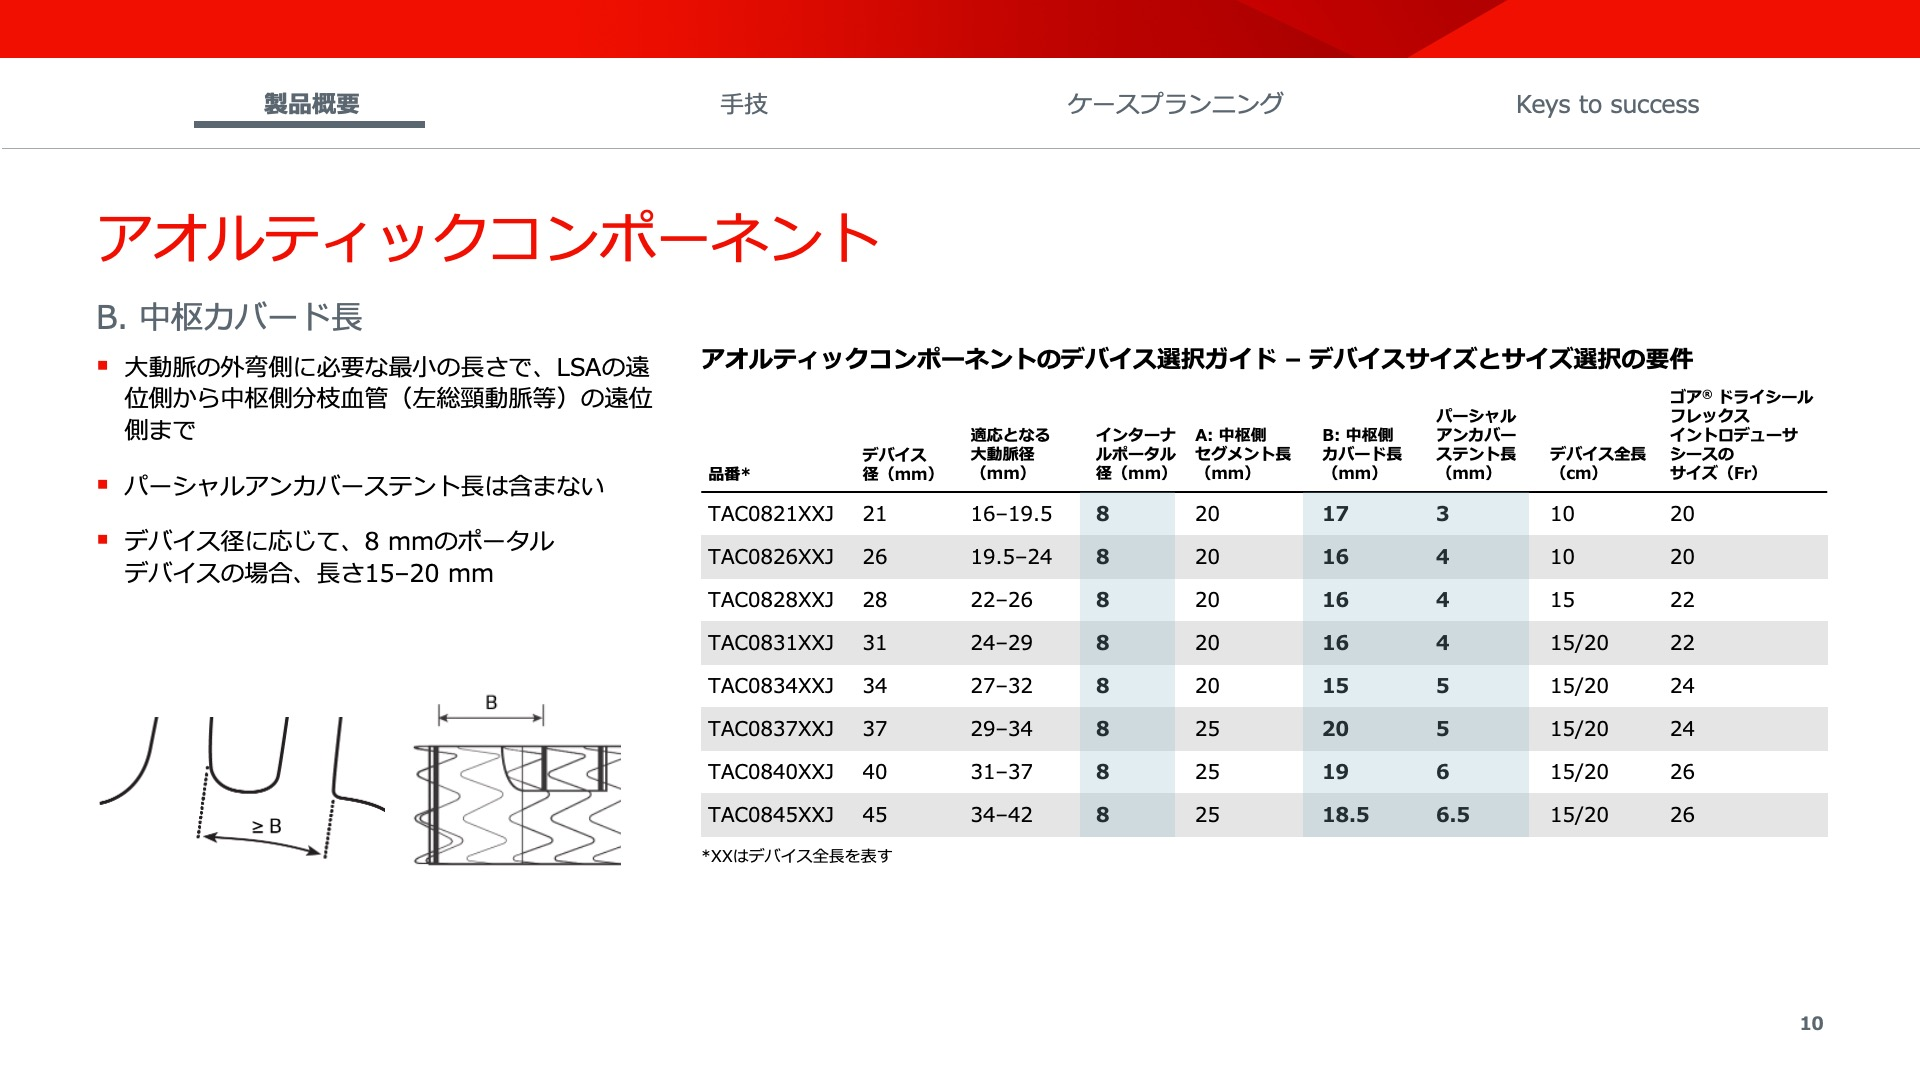 製品概要
手技
ケースプランニング
Keys to success
アオルティックコンポーネント
B. 中枢カバード長
▪ 大動脈の外弯側に必要な最小の長さで、LSAの遠
位側から中枢側分枝血管（左総頸動脈等）の遠位
側まで
▪ パーシャルアンカバーステント長は含まない
▪ デバイス径に応じて、8 mmのポータル
デバイスの場合、長さ15–20 mm
≥ B
B
アオルティックコンポーネントのデバイス選択ガイド – デバイスサイズとサイズ選択の要件
品番*
デバイス
径（mm）
適応となる
大動脈径
（mm）
インターナ
ルポータル
径（mm）
A: 中枢側
セグメント長
（mm）
B: 中枢側
カバード長
（mm）
パーシャル
アンカバー
ステント長
（mm）
デバイス全長
（cm）
ゴア® ドライシール
フレックス
イントロデューサ
シースの
サイズ（Fr）
TAC0821XXJ 21 16–19.5 8 20 17 3 10 20
TAC0826XXJ 26 19.5–24 8 20 16 4 10 20
TAC0828XXJ 28 22–26 8 20 16 4 15 22
TAC0831XXJ 31 24–29 8 20 16 4 15/20 22
TAC0834XXJ 34 27–32 8 20 15 5 15/20 24
TAC0837XXJ 37 29–34 8 25 20 5 15/20 24
TAC0840XXJ 40 31–37 8 25 19 6 15/20 26
TAC0845XXJ 45 34–42 8 25 18.5 6.5 15/20 26
*XXはデバイス全長を表す
10